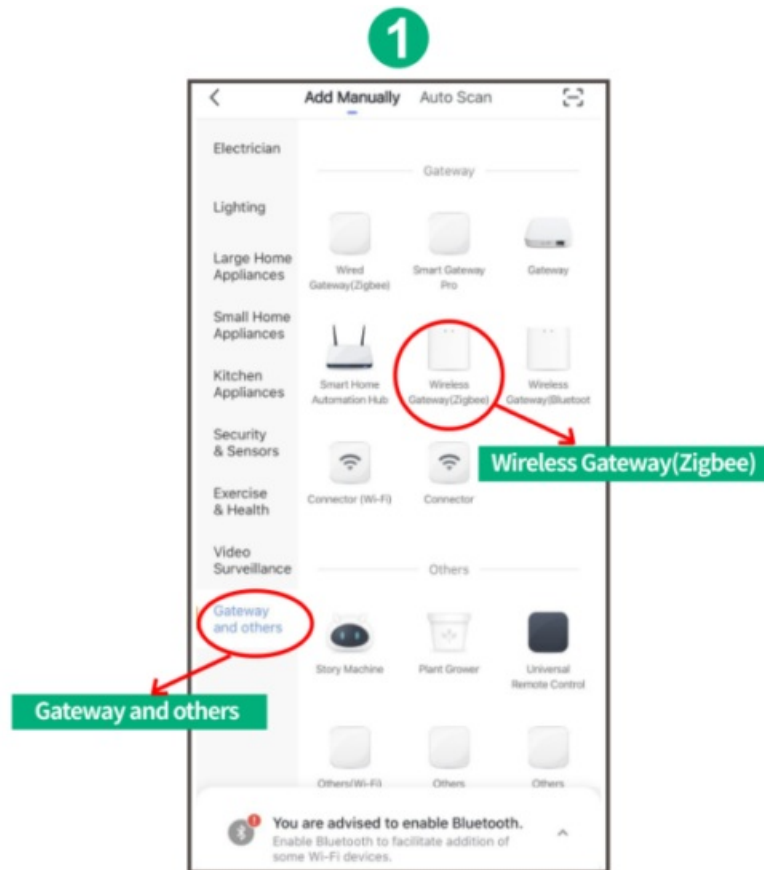 1
Add Manually Auto Scan
Electrician
Lighting
Large Home
Appliances
Small Home
Appliances
Kitchen
Appliances
Security
& Sensors
Exercise
& Health
Video
Surveillance
Gateway
and others
Gateway
Wired
Gateway(Zigbee)
Smart Gateway
Pro
Gateway
Smart Home
Automation Hub
Wireless
Gateway(Zigbee)
Wireless
Gateway(Bluetoot
Connector (Wi-Fi)
Connector
Wireless Gateway(Zigbee)
Others
Story Machine
Plant Grower
Universal
Remote Control
Gateway and others
Others(Wi-Fi)
Others
Others
You are advised to enable Bluetooth.
Enable Bluetooth to facilitate addition of
some Wi-Fi devices.